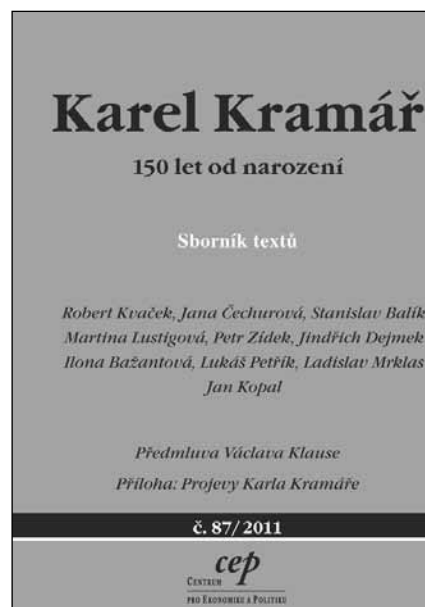 Karel Kramář
150 let od narození
Sborník textů
Robert Kvaček, Jana Čechurová, Stanislav Balík
Martina Lustigová, Petr Zídek, Jindřich Dejmek
Ilona Bažantová, Lukáš Petřík, Ladislav Mrklas
Jan Kopal
Předmluva Václava Klause
Příloha: Projevy Karla Kramáře
č. 87/2011
cep
CENTRUM
PRO EKONOMIKU A POLITIKU